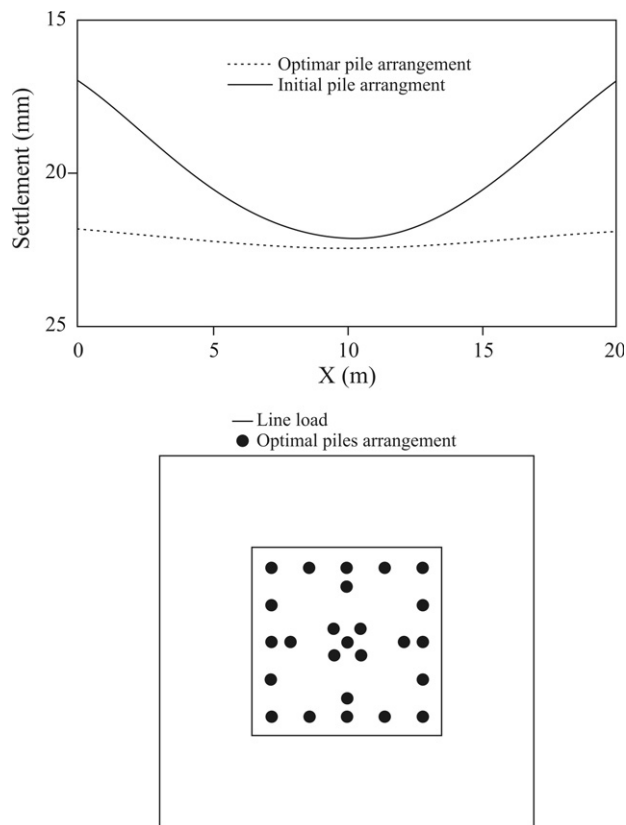 15
Optimar pile arrangement
Initial pile arrangment
Settlement (mm)
20
25
0 5 10 15 20
X (m)
Line load
Optimal piles arrangement